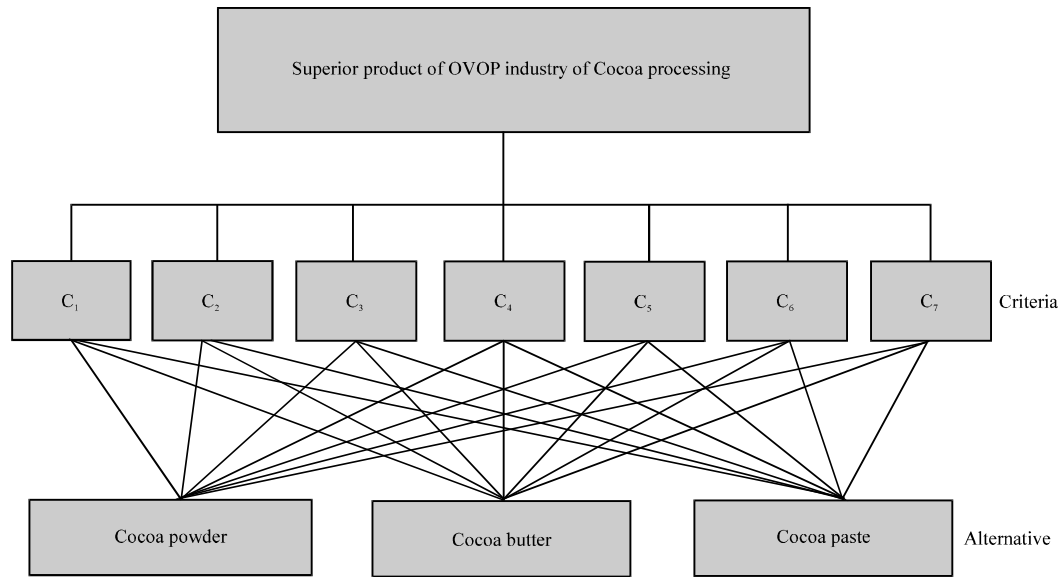 Superior product of OVOP industry of Cocoa processing
C₁ C₂ C₃ C₄ C₅ C₆ C₇ Criteria
Cocoa powder Cocoa butter Cocoa paste Alternative